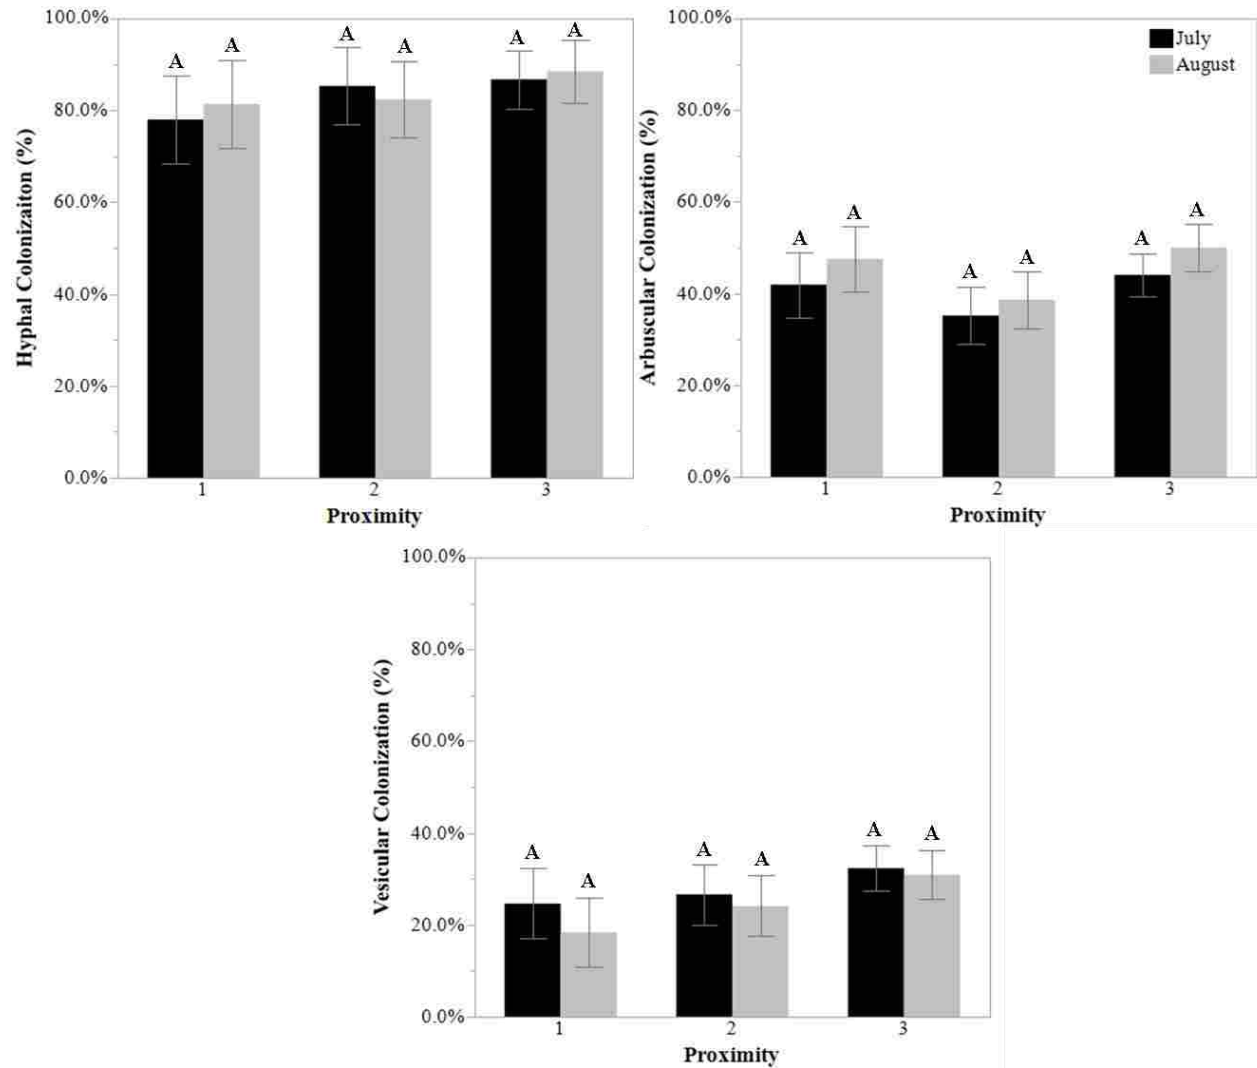 100.0%
80.0%
60.0%
40.0%
20.0%
0.0%
Hyphal Colonizaiton (%)
A
A
A
A
A
A
1
2
3
Proximity
100.0%
80.0%
60.0%
40.0%
20.0%
0.0%
Arbuscular Colonization (%)
July
August
A
A
A
A
A
A
1
2
3
Proximity
100.0%
80.0%
60.0%
40.0%
20.0%
0.0%
Vesicular Colonization (%)
A
A
A
A
A
A
1
2
3
Proximity